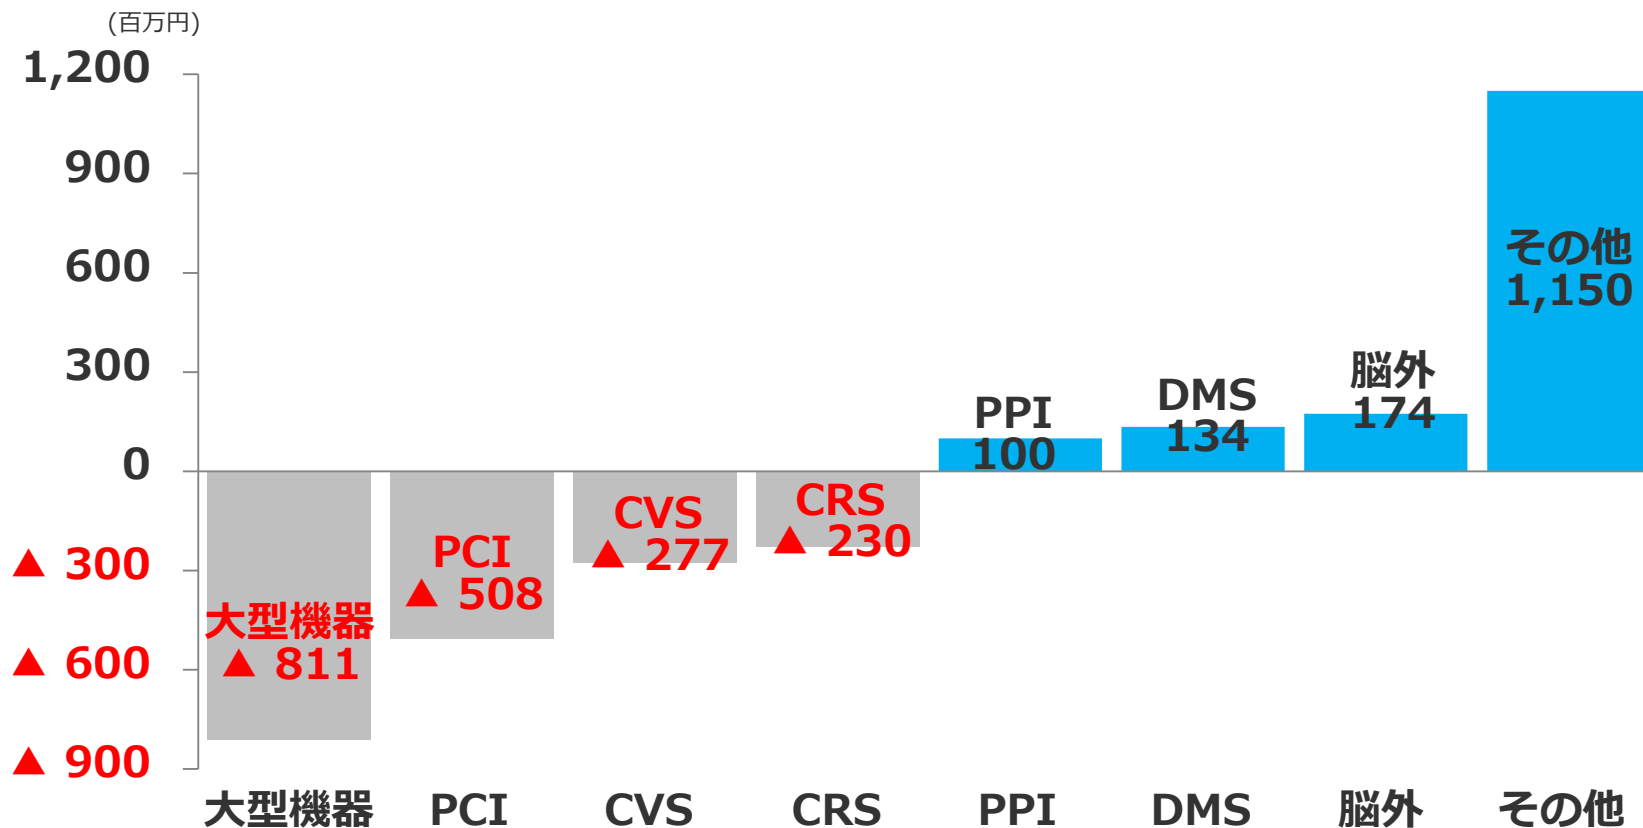 (百万円)
1,200
900
600
300
0
▲ 300
▲ 600
▲ 900
大型機器
▲ 811
PCI
▲ 508
CVS
▲ 277
CRS
▲ 230
PPI
100
DMS
134
脳外
174
その他
1,150
大型機器 PCI CVS CRS PPI DMS 脳外 その他